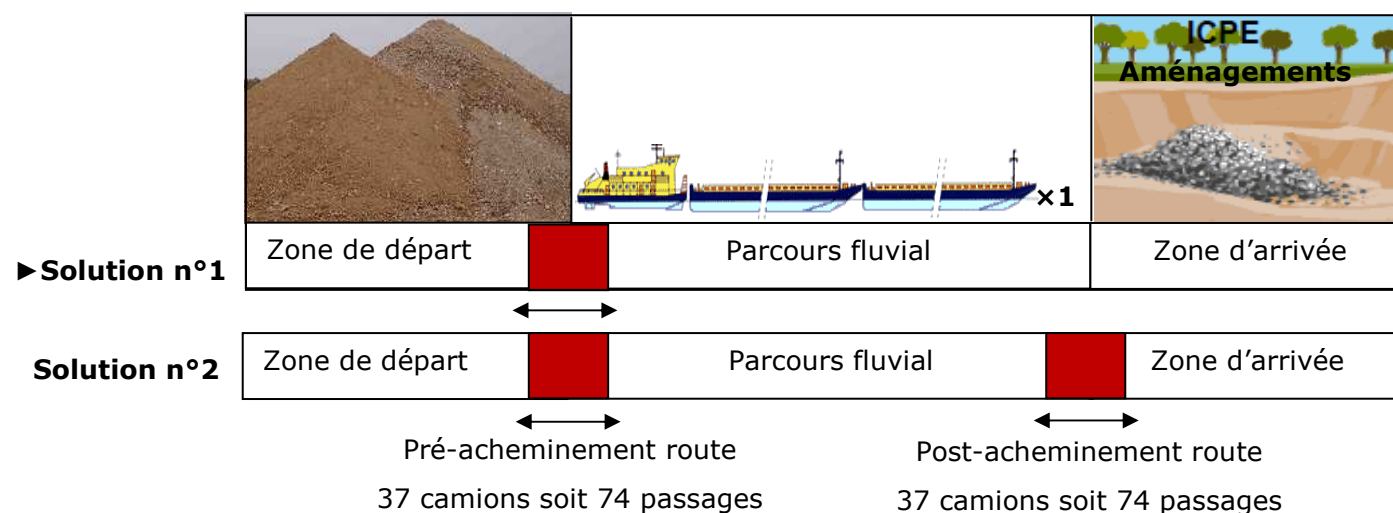 ICPE
Aménagements
×1
►Solution n°1
Zone de départ
Parcours fluvial
Zone d’arrivée
Solution n°2
Zone de départ
Parcours fluvial
Zone d’arrivée
Pré-acheminement route
37 camions soit 74 passages
Post-acheminement route
37 camions soit 74 passages